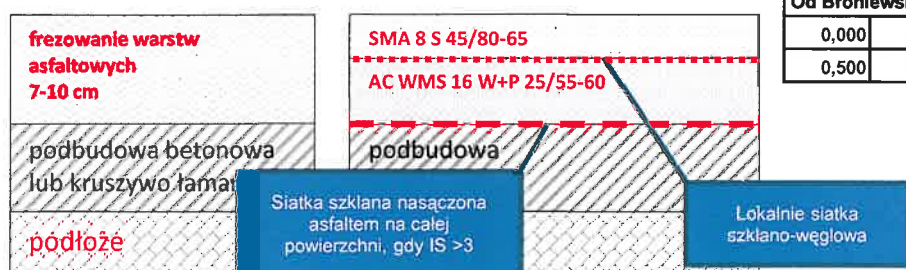 frezowanie warstw
asfaltowych
7-10 cm
podbudowa betonowa
lub kruszywo
podłoże
SMA 8 S 45/80-65
AC WMS 16 W+P 25/55-60
podbudowa
Siatka szklana nasączona
asfaltem na całej
powierzchni, gdy IS >3
Lokalnie siatka
szklano-węglowa
Od
0,000
0,500